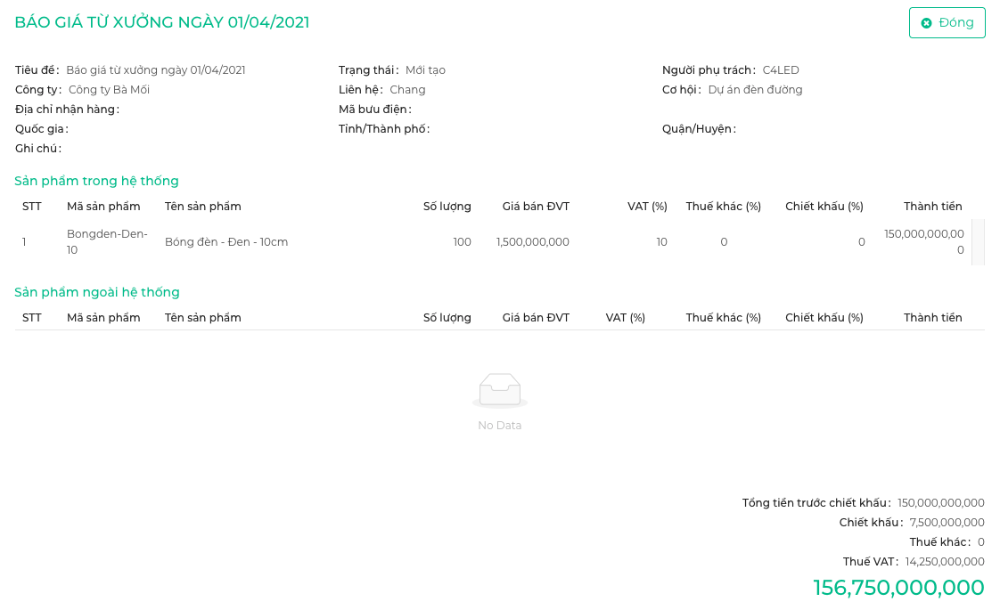 BÁO GIÁ TỪ XƯỞNG NGÀY 01/04/2021
Đóng
Tiêu đề: Báo giá từ xưởng ngày 01/04/2021 Trạng thái: Mới tạo Người phụ trách: C4LED
Công ty: Công ty Bà Mối Liên hệ: Chang Cơ hội: Dự án đèn đường
Địa chỉ nhận hàng: Mã bưu điện:
Quốc gia: Tỉnh/Thành phố: Quận/Huyện:
Ghi chú:
Sản phẩm trong hệ thống
STT Mã sản phẩm Tên sản phẩm Số lượng Giá bán ĐVT VAT (%) Thuế khác (%) Chiết khấu (%) Thành tiền
1 Bongden-Den-10 Bóng đèn - Đen - 10cm 100 1,500,000,000 10 0 0 150,000,000,000
Sản phẩm ngoài hệ thống
STT Mã sản phẩm Tên sản phẩm Số lượng Giá bán ĐVT VAT (%) Thuế khác (%) Chiết khấu (%) Thành tiền
No Data
Tổng tiền trước chiết khấu: 150,000,000,000
Chiết khấu: 7,500,000,000
Thuế khác: 0
Thuế VAT: 14,250,000,000
156,750,000,000